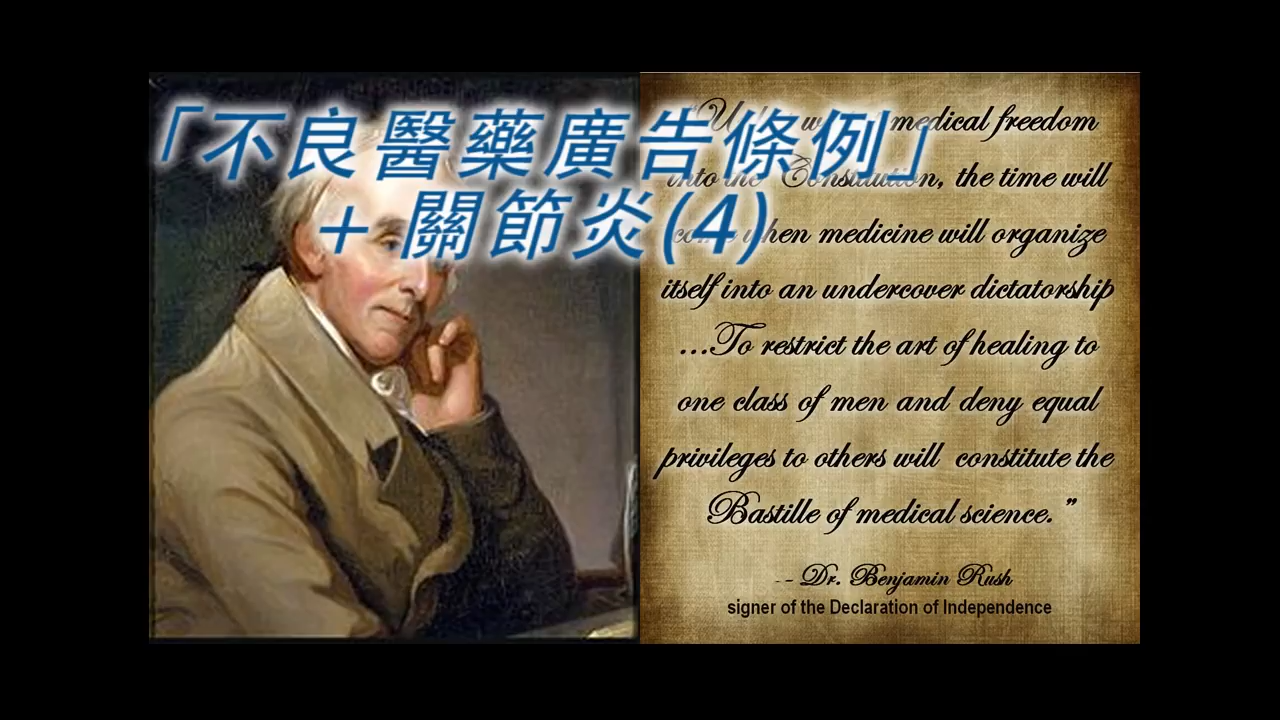 「不良醫藥廣告條例」
+ 關節炎(4)
medical freedom
into the Constitution, the time will
when medicine will organize
itself into an undercover dictatorship
...To restrict the art of healing to
one class of men and deny equal
privileges to others will constitute the
Bastille of medical science. ”
-- Dr. Benjamin Rush
signer of the Declaration of Independence